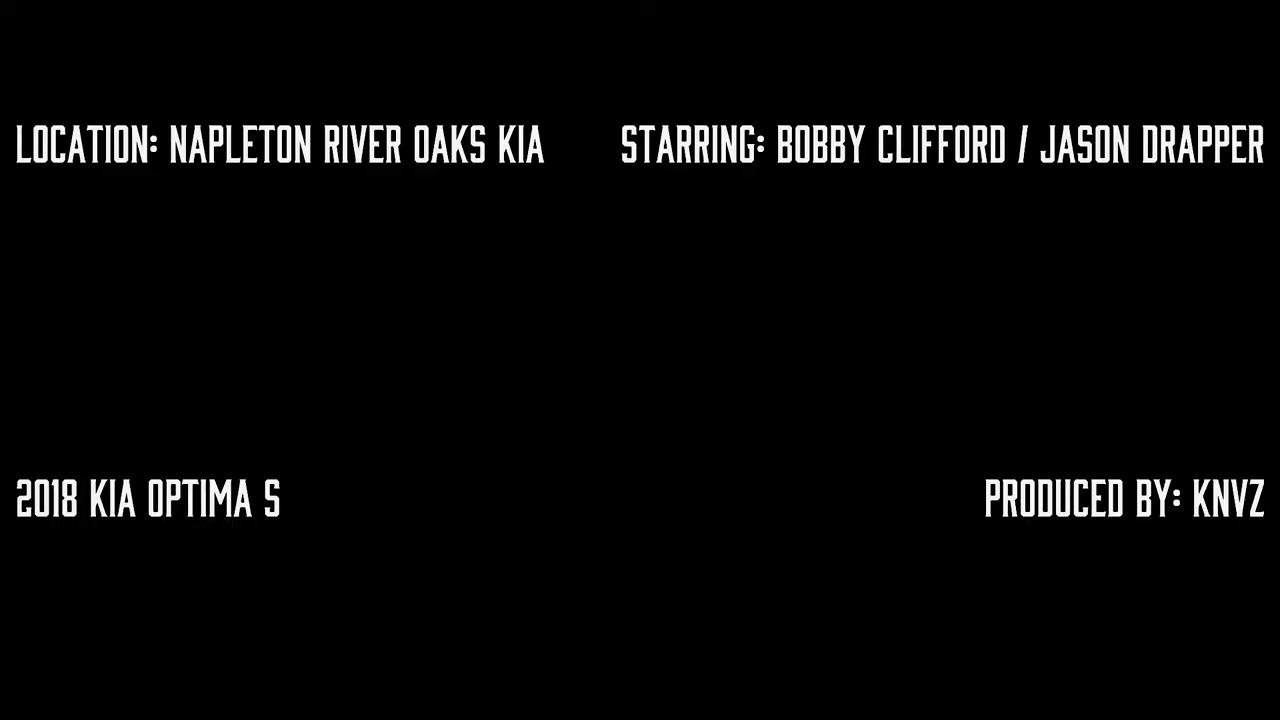 LOCATION: NAPLETON RIVER OAKS KIA
STARRING: BOBBY CLIFFORD / JASON DRAPPER
2018 KIA OPTIMA S
PRODUCED BY: KNVZ